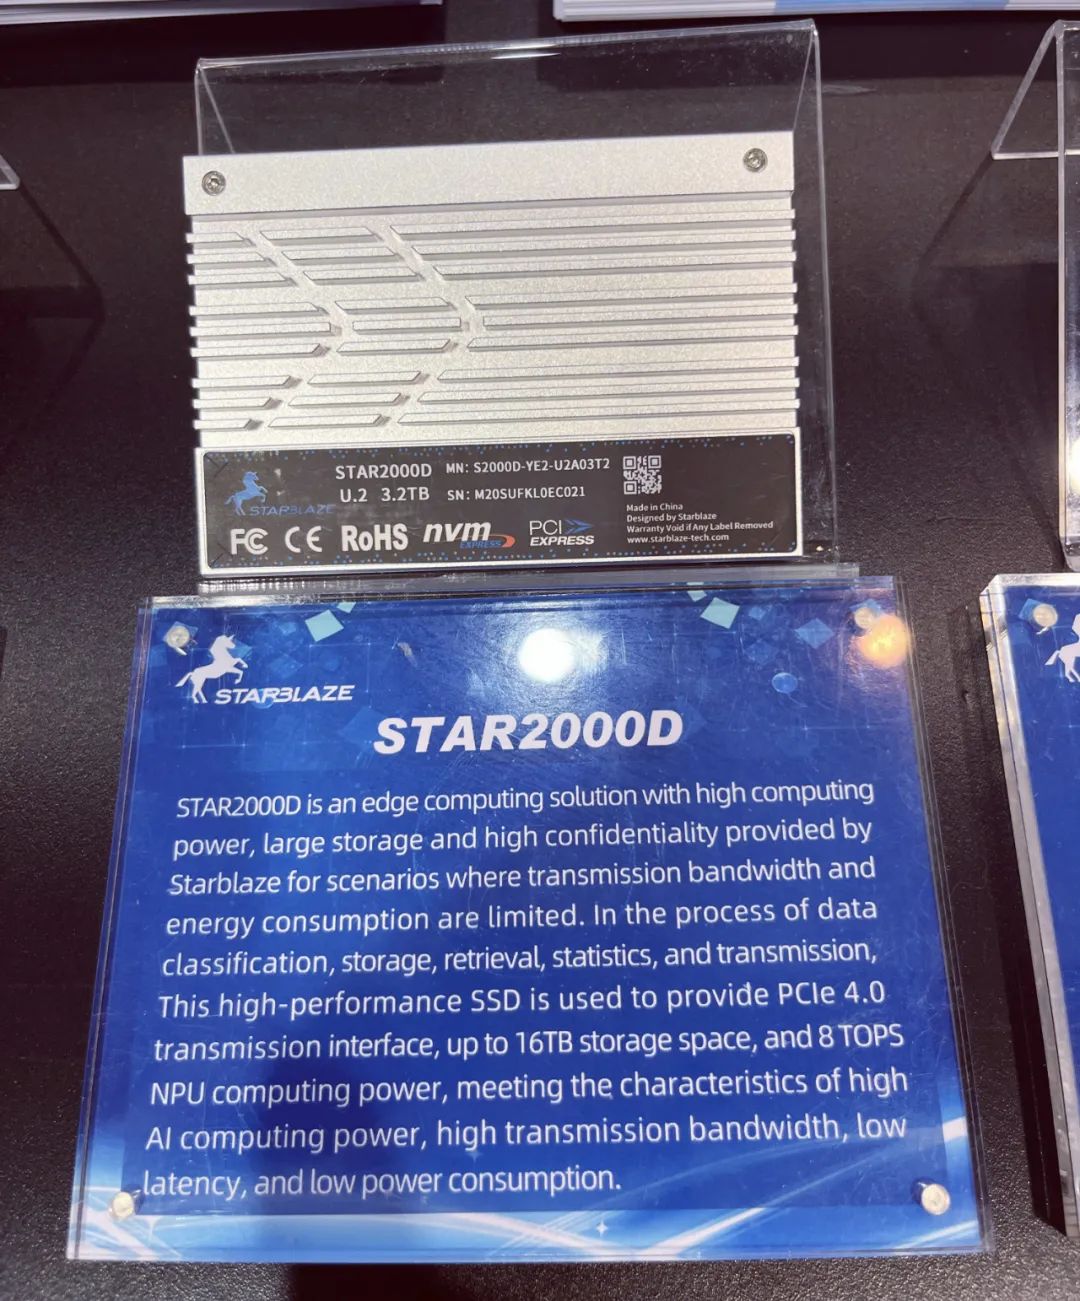 STAR2000D MN: S2000D-YE2-U2A03T2
U.2 3.2TB SN: M20SUFKL0EC021
STARBLAZE
Made in China
Designed by Starblaze
Warranty Void if Any Label Removed
www.starblaze-tech.com
FC CE RoHS nvm EXPRESS PCI EXPRESS
STARBLAZE
STAR2000D
STAR2000D is an edge computing solution with high computing
power, large storage and high confidentiality provided by
Starblaze for scenarios where transmission bandwidth and
energy consumption are limited. In the process of data
classification, storage, retrieval, statistics, and transmission,
This high-performance SSD is used to provide PCIe 4.0
transmission interface, up to 16TB storage space, and 8 TOPS
NPU computing power, meeting the characteristics of high
AI computing power, high transmission bandwidth, low
latency, and low power consumption.